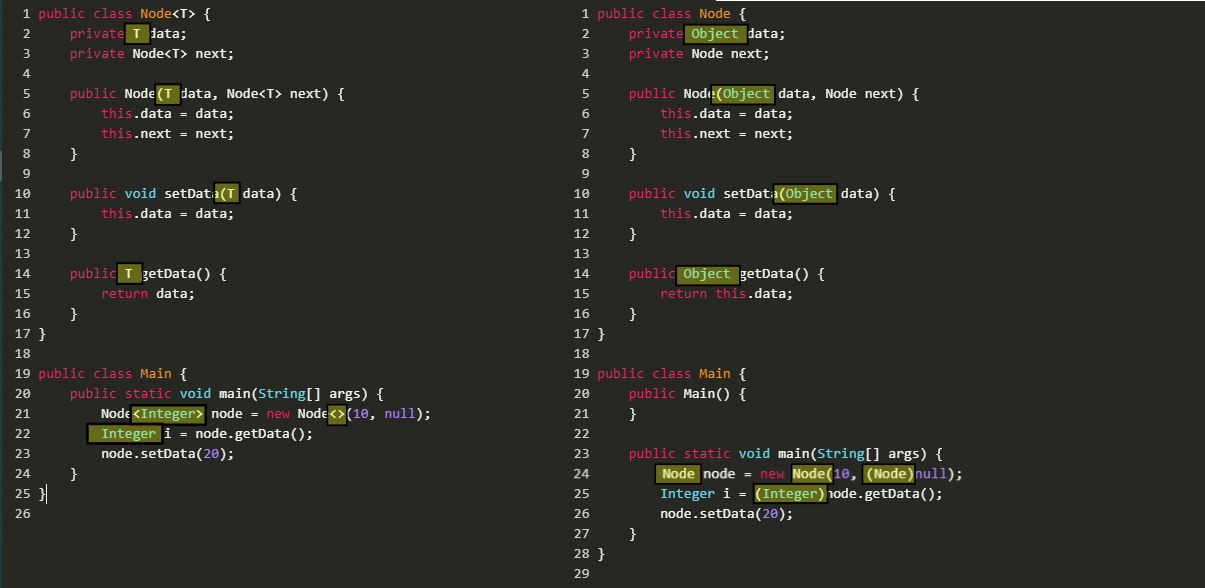 1 public class Node<T> {
2     private T data;
3     private Node<T> next;
4
5     public Node(T data, Node<T> next) {
6         this.data = data;
7         this.next = next;
8     }
9
10     public void setData(T data) {
11         this.data = data;
12     }
13
14     public T getData() {
15         return data;
16     }
17 }
18
19 public class Main {
20     public static void main(String[] args) {
21         Node<Integer> node = new Node<>(10, null);
22         Integer i = node.getData();
23         node.setData(20);
24     }
25 }
26
1 public class Node {
2     private Object data;
3     private Node next;
4
5     public Node(Object data, Node next) {
6         this.data = data;
7         this.next = next;
8     }
9
10     public void setData(Object data) {
11         this.data = data;
12     }
13
14     public Object getData() {
15         return this.data;
16     }
17 }
18
19 public class Main {
20     public Main() {
21     }
22
23     public static void main(String[] args) {
24         Node node = new Node(10, (Node)null);
25         Integer i = (Integer)node.getData();
26         node.setData(20);
27     }
28 }
29